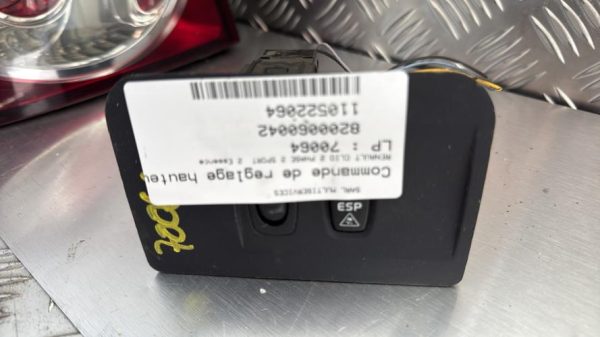 SARL MULTISERVICES
Commande de reglage hauteu
RENAULT CLIO 2 PHASE 2 SPORT 2 Essence
LP : 70064
8200060042
110522064
ESP